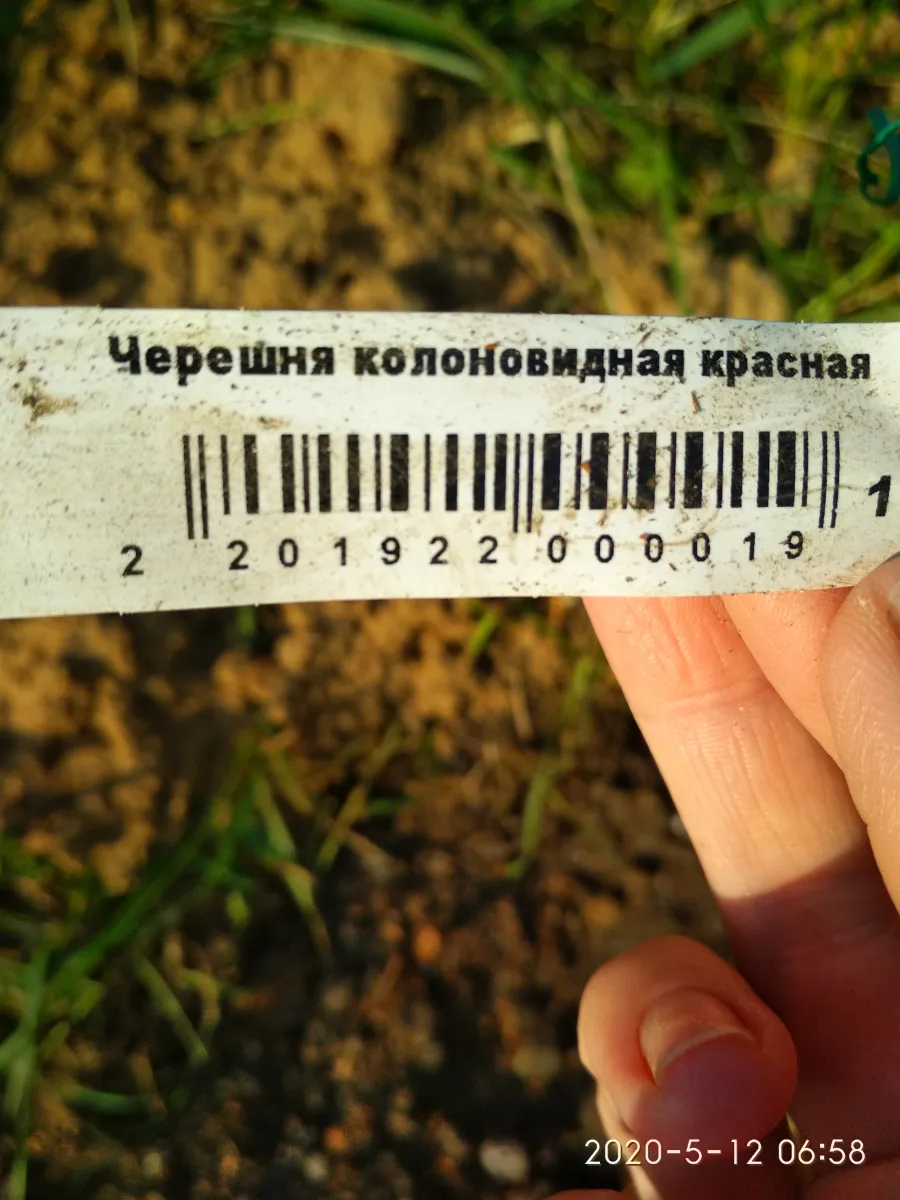 Черешня колоновидная красная
1
2 201922 000019
2020-5-12 06:58